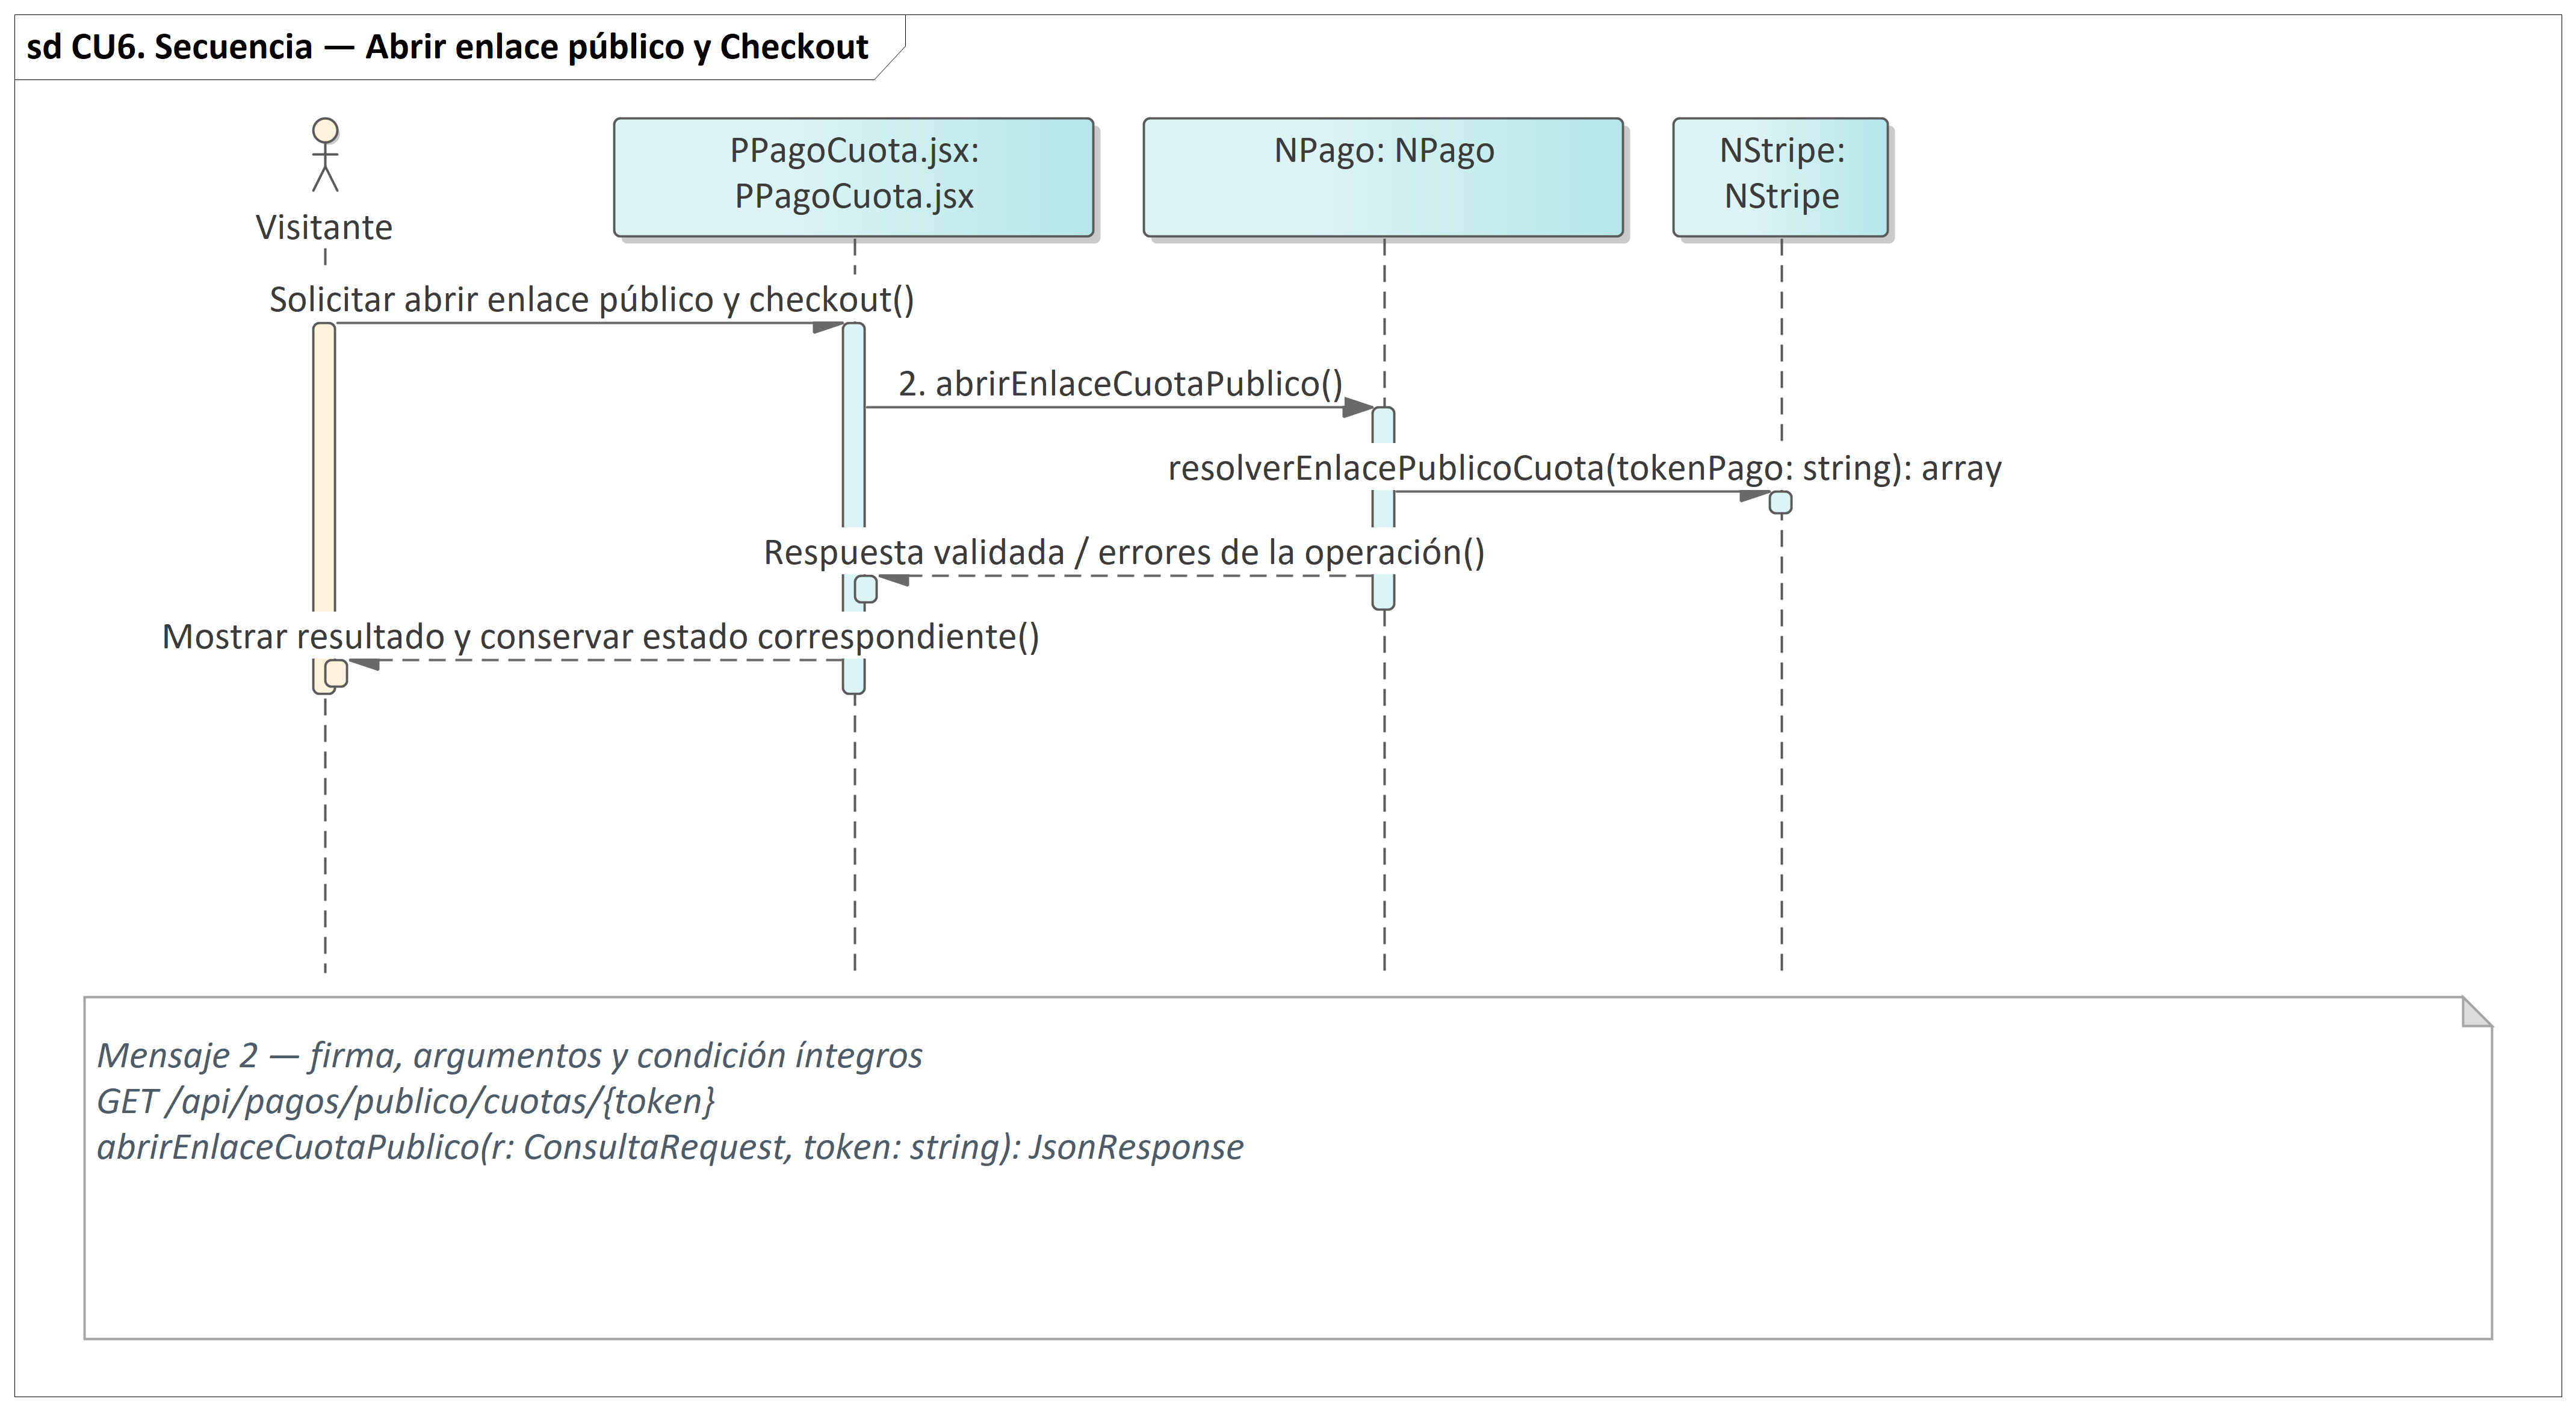 sd CU6. Secuencia — Abrir enlace público y Checkout
Visitante
PPagoCuota.jsx:
PPagoCuota.jsx
NPago: NPago
NStripe:
NStripe
Solicitar abrir enlace público y checkout()
2. abrirEnlaceCuotaPublico()
resolverEnlacePublicoCuota(tokenPago: string): array
Respuesta validada / errores de la operación()
Mostrar resultado y conservar estado correspondiente()
Mensaje 2 — firma, argumentos y condición íntegros
GET /api/pagos/publico/cuotas/{token}
abrirEnlaceCuotaPublico(r: ConsultaRequest, token: string): JsonResponse